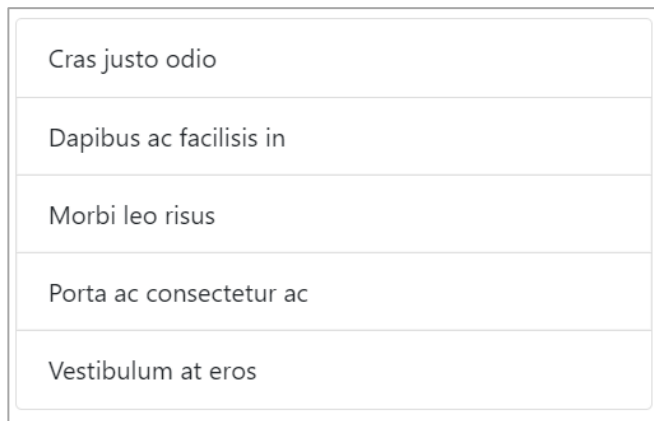 Cras justo odio
Dapibus ac facilisis in
Morbi leo risus
Porta ac consectetur ac
Vestibulum at eros